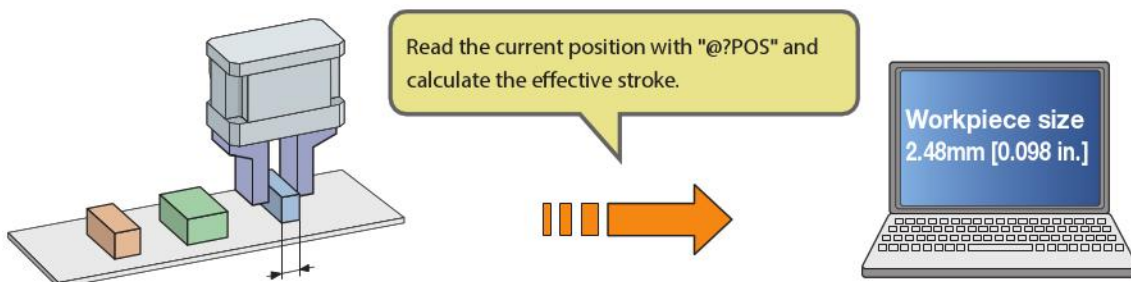 Read the current position with "@?POS" and
calculate the effective stroke.
Workpiece size
2.48mm [0.098 in.]